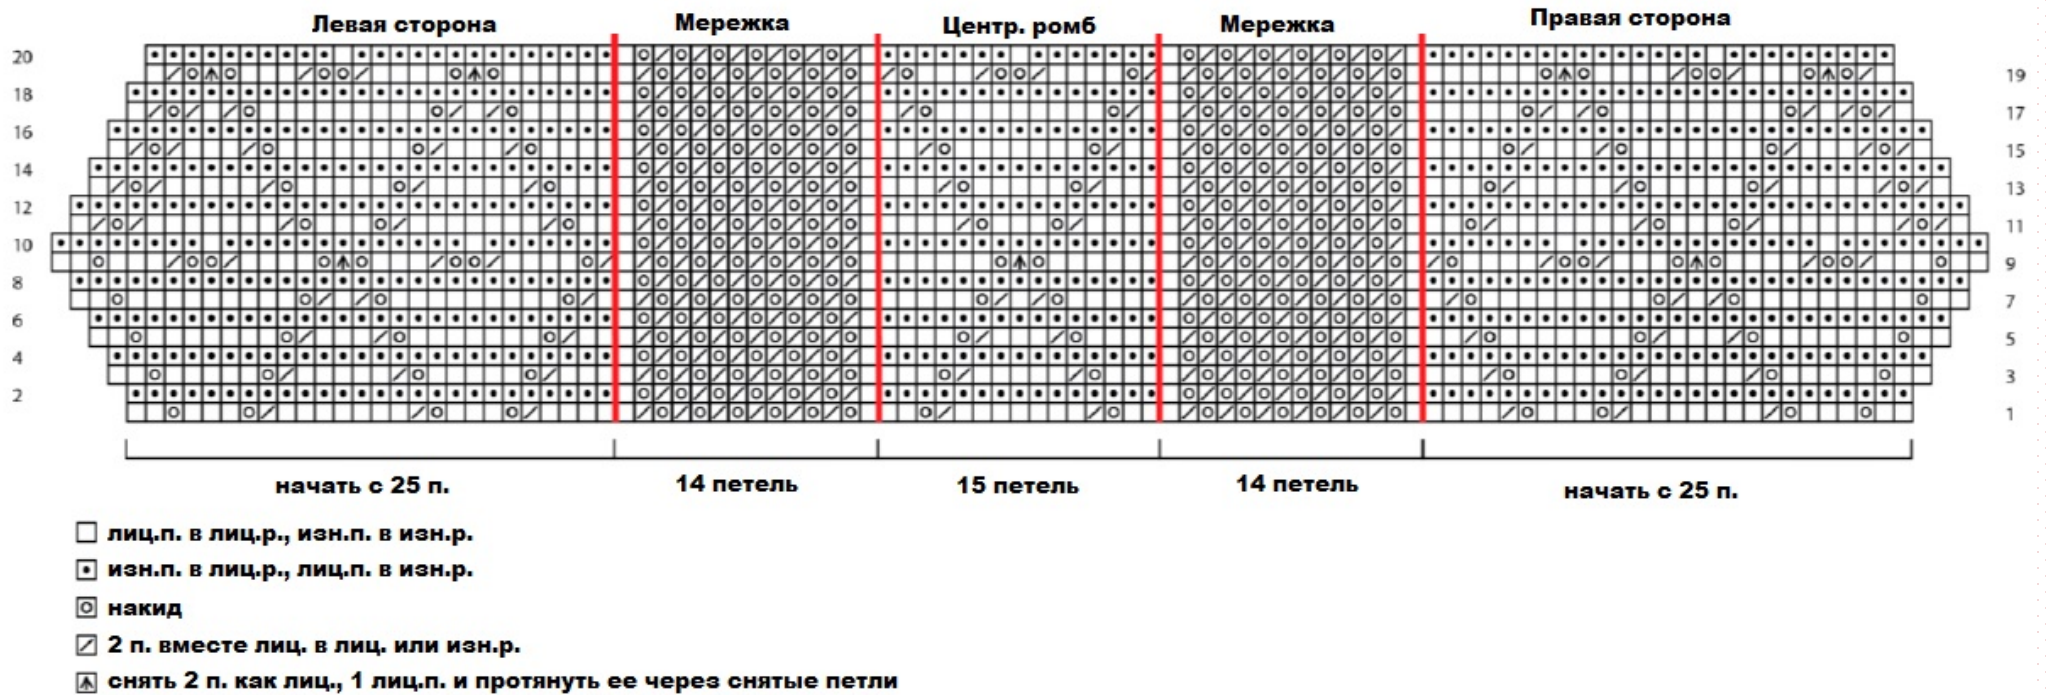 Левая сторона Мережка Центр. ромб Мережка Правая сторона
20
19
18
17
16
15
14
13
12
11
10
9
8
7
6
5
4
3
2
1
начать с 25 п. 14 петель 15 петель 14 петель начать с 25 п.
лиц.п. в лиц.р., изн.п. в изн.р.
изн.п. в лиц.р., лиц.п. в изн.р.
накид
2 п. вместе лиц. в лиц. или изн.р.
снять 2 п. как лиц., 1 лиц.п. и протянуть ее через снятые петли